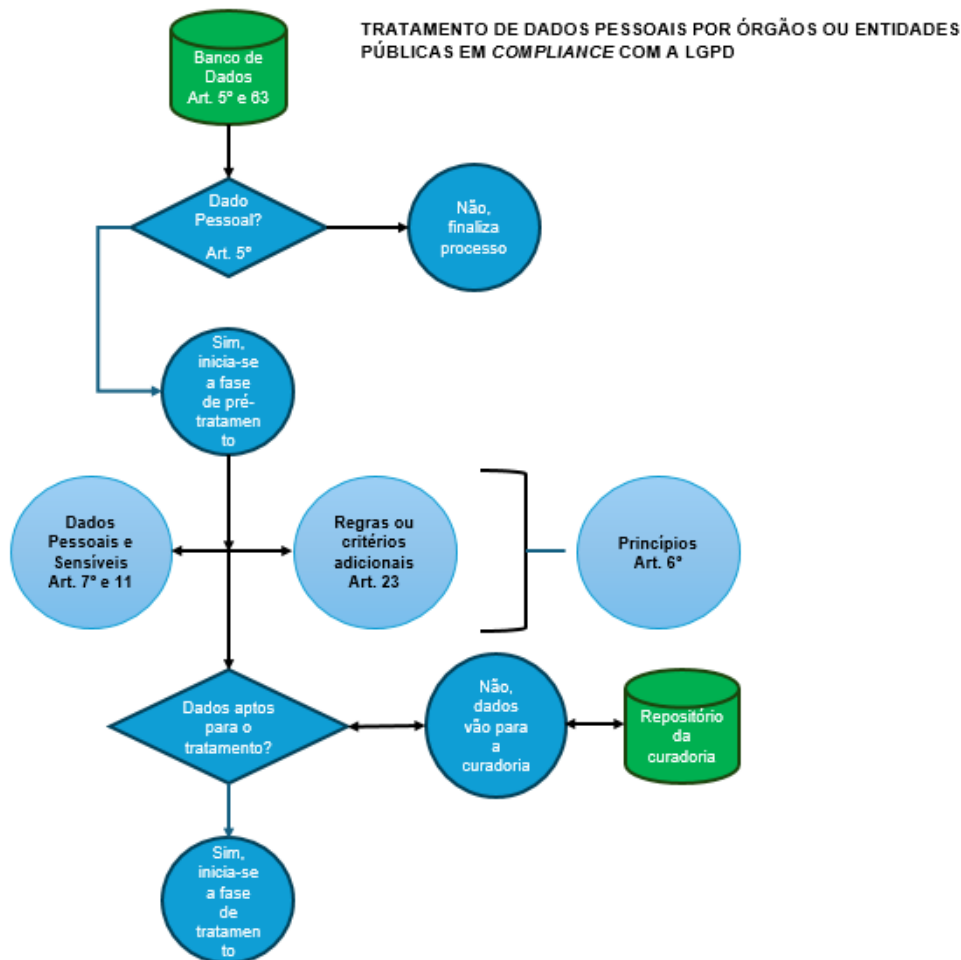 TRATAMENTO DE DADOS PESSOAIS POR ÓRGÃOS OU ENTIDADES
PÚBLICAS EM COMPLIANCE COM A LGPD
Banco de
Dados
Art. 5º e 63
Dado
Pessoal?
Art. 5º
Não,
finaliza
processo
Sim,
inicia-se
a fase
de pré-
tratamen
to
Dados
Pessoais e
Sensíveis
Art. 7º e 11
Regras ou
critérios
adicionais
Art. 23
Princípios
Art. 6º
Dados aptos
para o
tratamento?
Não,
dados
vão para
a
curadoria
Repositório
da
curadoria
Sim,
inicia-se
a fase
de
tratamen
to